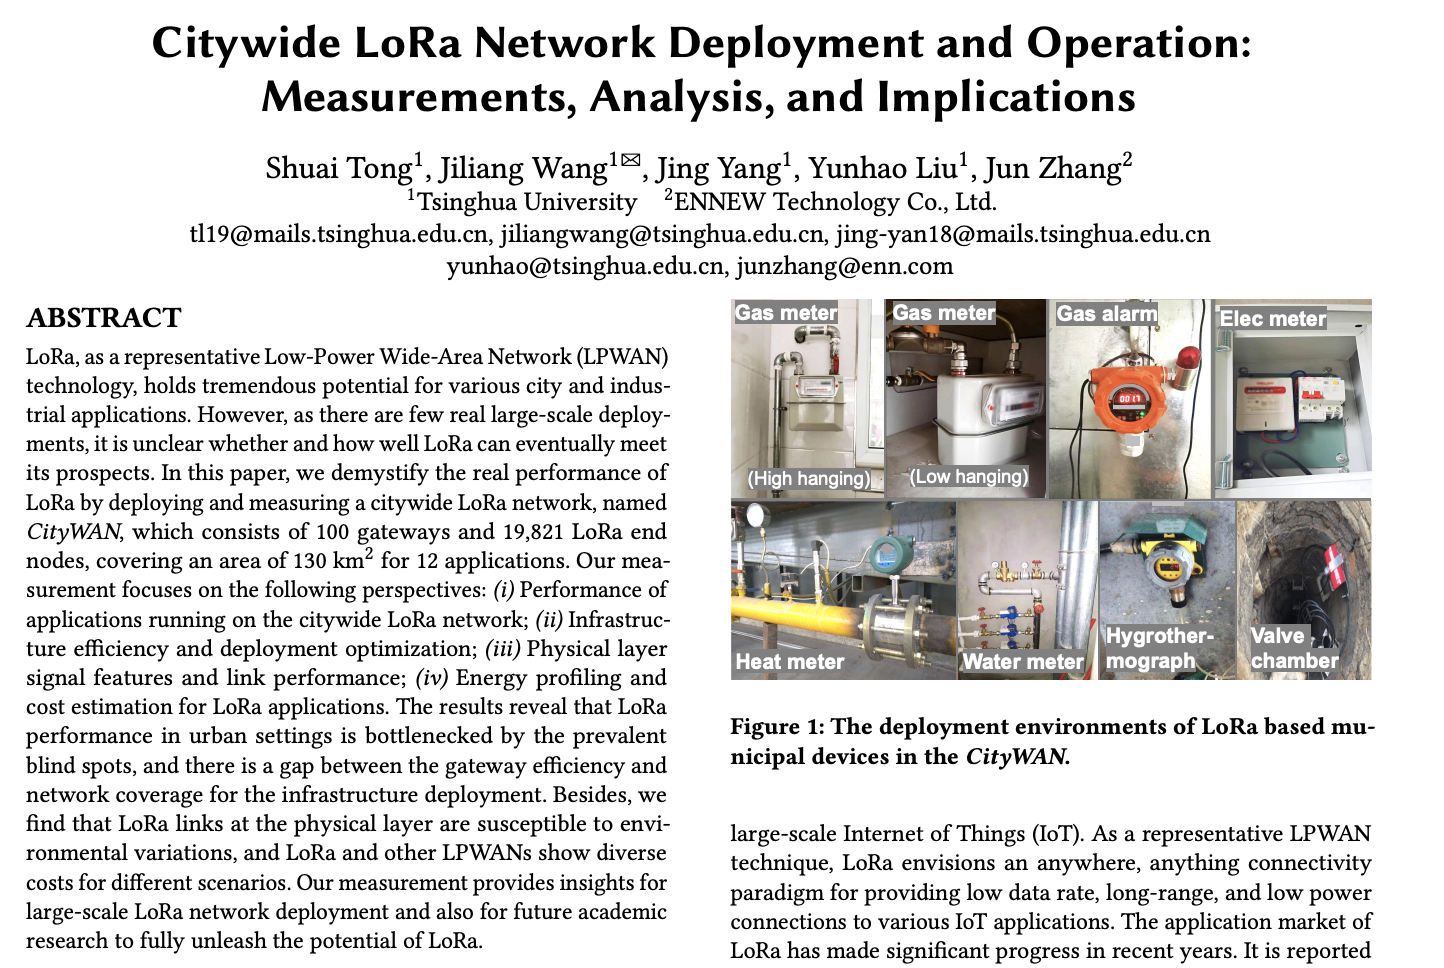 Citywide LoRa Network Deployment and Operation:
Measurements, Analysis, and Implications
Shuai Tong1, Jiliang Wang1✉, Jing Yang1, Yunhao Liu1, Jun Zhang2
1Tsinghua University 2ENNEW Technology Co., Ltd.
tl19@mails.tsinghua.edu.cn, jiliangwang@tsinghua.edu.cn, jing-yan18@mails.tsinghua.edu.cn
yunhao@tsinghua.edu.cn, junzhang@enn.com
ABSTRACT
LoRa, as a representative Low-Power Wide-Area Network (LPWAN)
technology, holds tremendous potential for various city and indus-
trial applications. However, as there are few real large-scale deploy-
ments, it is unclear whether and how well LoRa can eventually meet
its prospects. In this paper, we demystify the real performance of
LoRa by deploying and measuring a citywide LoRa network, named
CityWAN, which consists of 100 gateways and 19,821 LoRa end
nodes, covering an area of 130 km2 for 12 applications. Our mea-
surement focuses on the following perspectives: (i) Performance of
applications running on the citywide LoRa network; (ii) Infrastruc-
ture efficiency and deployment optimization; (iii) Physical layer
signal features and link performance; (iv) Energy profiling and
cost estimation for LoRa applications. The results reveal that LoRa
performance in urban settings is bottlenecked by the prevalent
blind spots, and there is a gap between the gateway efficiency and
network coverage for the infrastructure deployment. Besides, we
find that LoRa links at the physical layer are susceptible to envi-
ronmental variations, and LoRa and other LPWANs show diverse
costs for different scenarios. Our measurement provides insights for
large-scale LoRa network deployment and also for future academic
research to fully unleash the potential of LoRa.
Gas meter
(High hanging)
Gas meter
(Low hanging)
Gas alarm
Elec meter
Heat meter
Water meter
Hygrother-
mograph
Valve
chamber
Figure 1: The deployment environments of LoRa based mu-
nicipal devices in the CityWAN.
large-scale Internet of Things (IoT). As a representative LPWAN
technique, LoRa envisions an anywhere, anything connectivity
paradigm for providing low data rate, long-range, and low power
connections to various IoT applications. The application market of
LoRa has made significant progress in recent years. It is reported